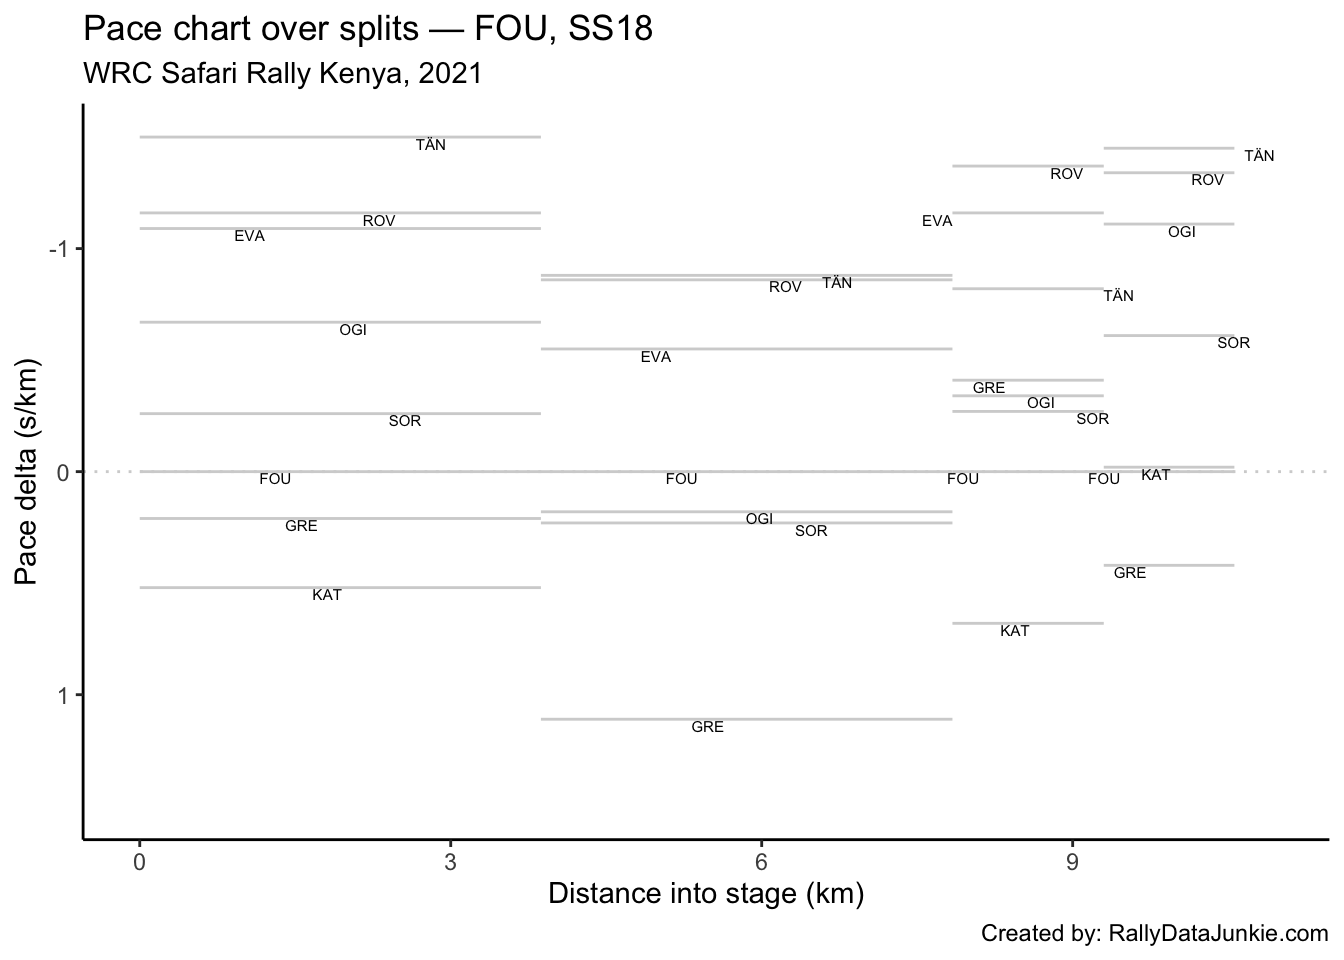 Pace chart over splits — FOU, SS18
WRC Safari Rally Kenya, 2021
TÄN
TÄN
ROV
ROV
EVA
ROV
EVA
OGI
-1
TÄN
ROV
TÄN
OGI
SOR
EVA
GRE
OGI
SOR
SOR
0
FOU
FOU
FOU
FOU
KAT
GRE
OGI
SOR
GRE
KAT
KAT
1
GRE
Pace delta (s/km)
0
3
6
9
Distance into stage (km)
Created by: RallyDataJunkie.com